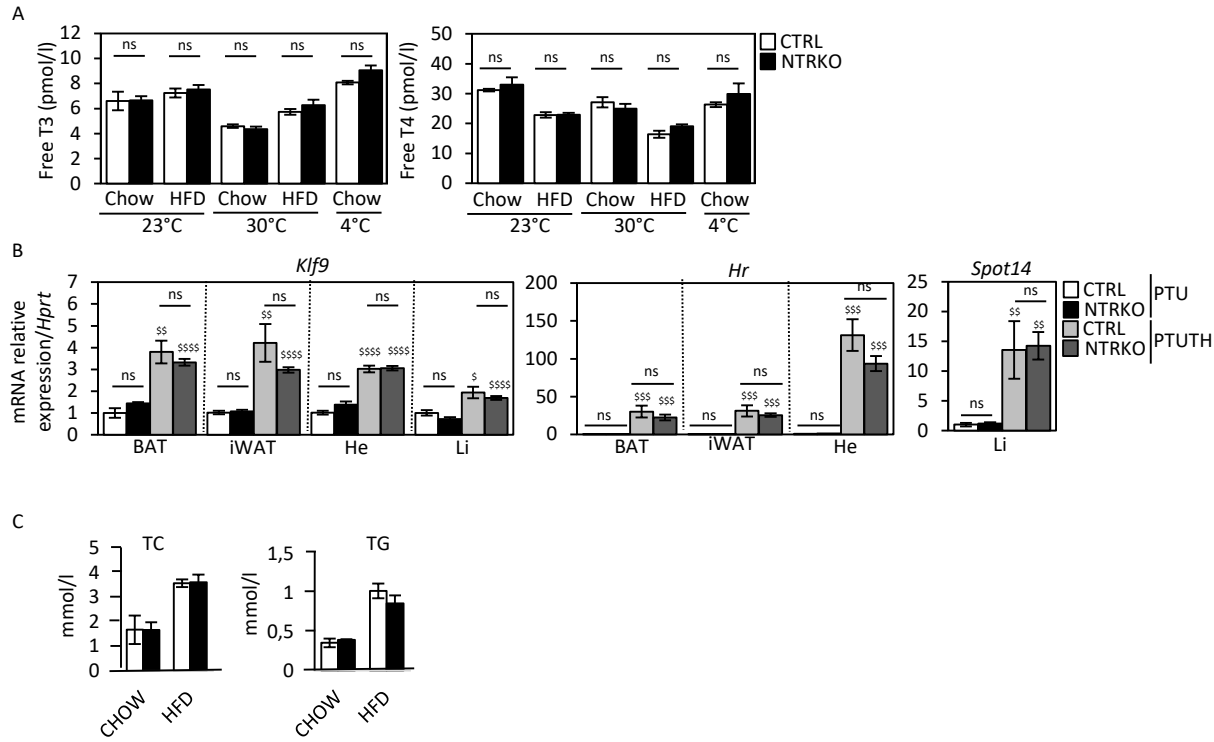 A
Free T3 (pmol/l)
12
10
8
6
4
2
0
ns ns ns ns ns
Chow HFD Chow HFD Chow
23°C 30°C 4°C
Free T4 (pmol/l)
50
40
30
20
10
0
ns ns ns ns ns
Chow HFD Chow HFD Chow
23°C 30°C 4°C
CTRL
NTRKO
B
mRNA relative
expression/Hprt
Klf9
7
6
5
4
3
2
1
0
ns ns ns ns
$$ $$$$ $$ $$$$ $$$$ $$$$ $ $$$$
ns ns ns ns
BAT iWAT He Li
Hr
200
150
100
50
0
ns ns ns
$$$ $$$ $$$ $$$ $$$ $$$
ns ns ns
BAT iWAT He
Spot14
25
20
15
10
5
0
ns
$$ $$
ns
Li
CTRL
NTRKO
PTU
CTRL
NTRKO
PTUTH
C
TC
mmol/l
5
4
3
2
1
0
CHOW HFD
TG
mmol/l
1,5
1
0,5
0
CHOW HFD